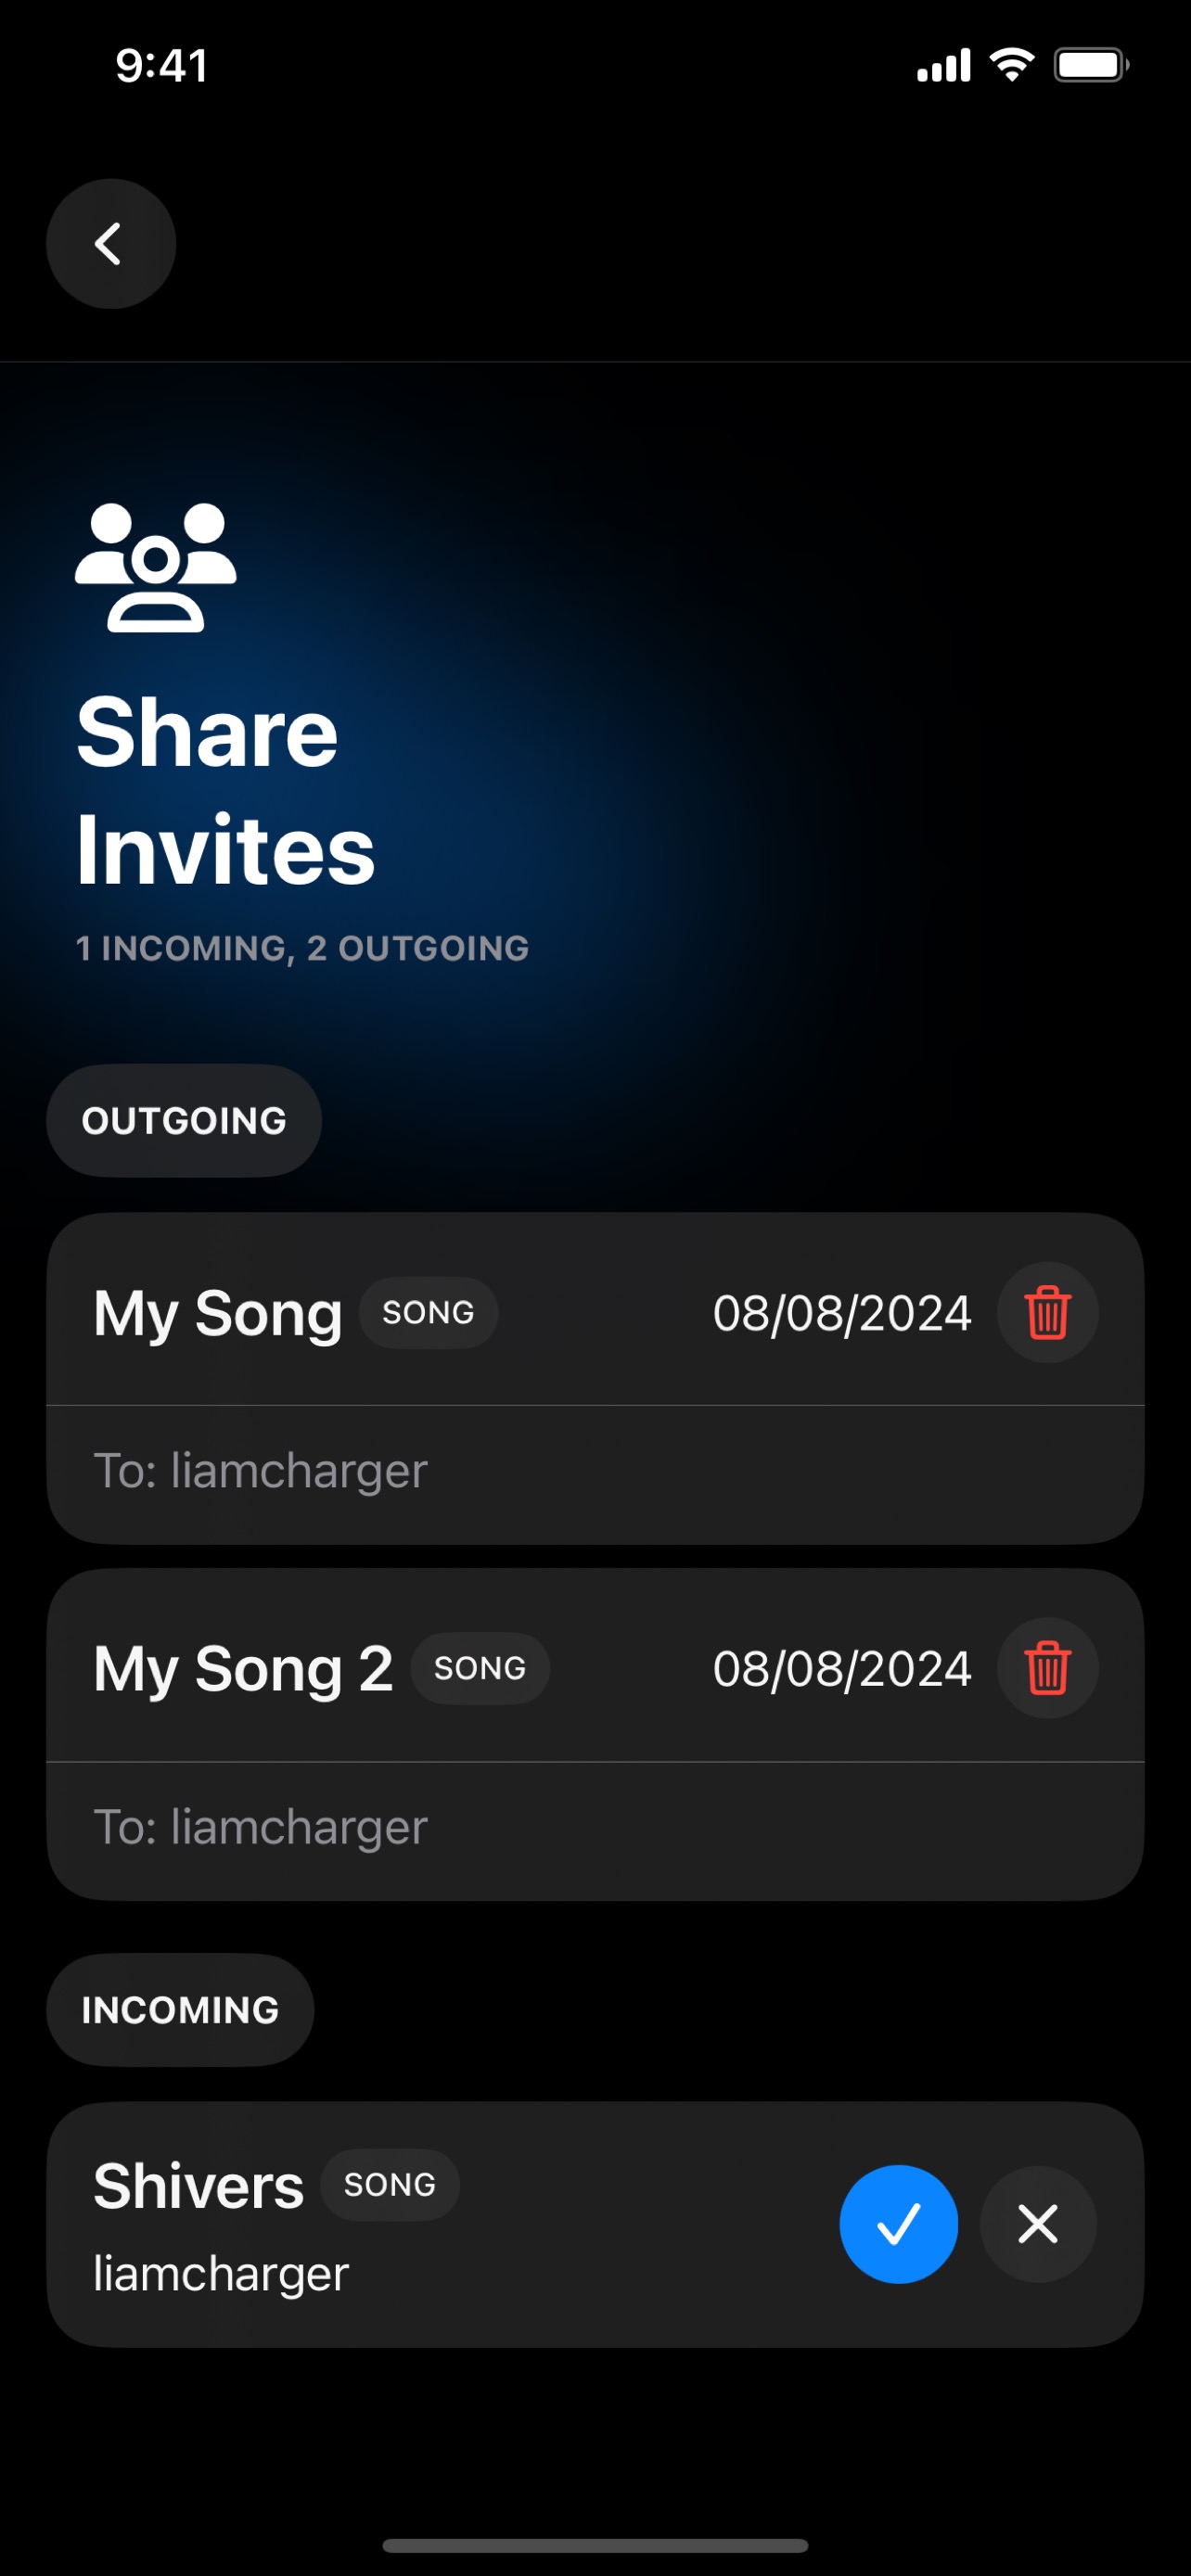 9:41
Share
Invites
1 INCOMING, 2 OUTGOING
OUTGOING
My Song SONG 08/08/2024
To: liamcharger
My Song 2 SONG 08/08/2024
To: liamcharger
INCOMING
Shivers SONG
liamcharger